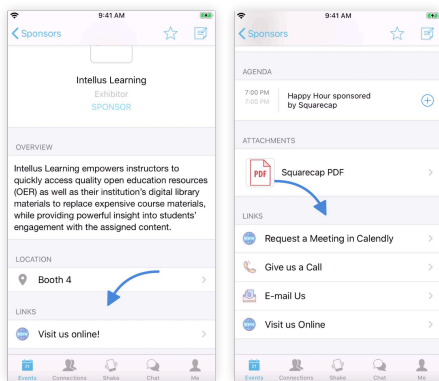 9:41 AM
Sponsors
Intellus Learning
Exhibitor
SPONSOR
OVERVIEW
Intellus Learning empowers instructors to
quickly access quality open education resources
(OER) as well as their institution's digital library
materials to replace expensive course materials,
while providing powerful insight into students'
engagement with the assigned content.
LOCATION
Booth 4
LINKS
Visit us online!
Events Connections Shake Chat Me
9:41 AM
Sponsors
AGENDA
7:00 PM
7:00 PM
Happy Hour sponsored
by Squarecap
ATTACHMENTS
PDF
Squarecap PDF
LINKS
Request a Meeting in Calendly
Give us a Call
E-mail Us
Visit us Online
Events Connections Shake Chat Me